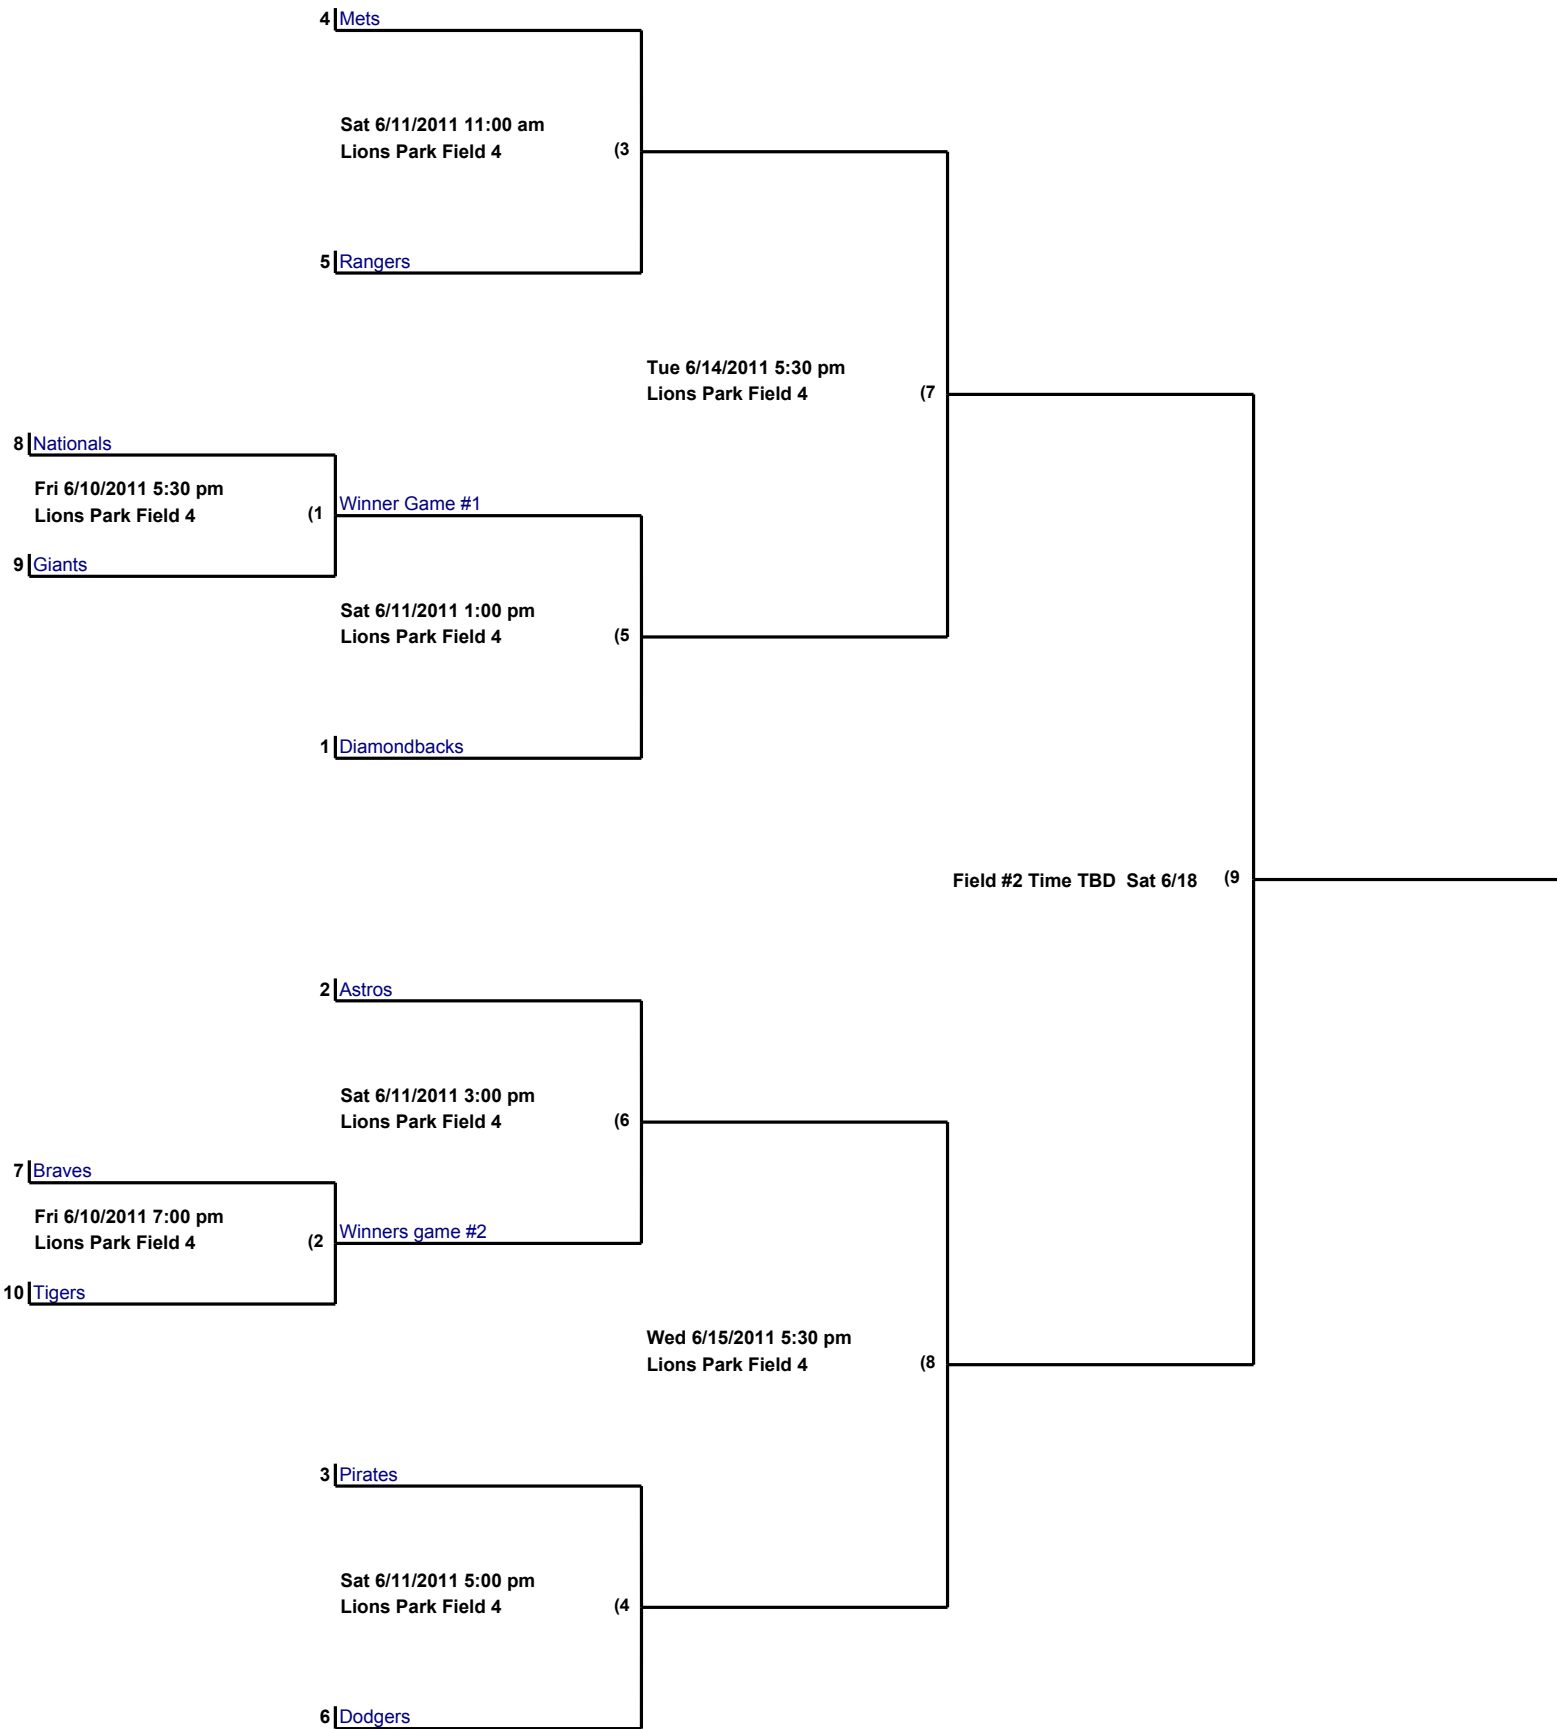 4 Mets
Sat 6/11/2011 11:00 am
Lions Park Field 4 (3
5 Rangers
Tue 6/14/2011 5:30 pm
Lions Park Field 4 (7
8 Nationals
Fri 6/10/2011 5:30 pm
Lions Park Field 4 (1
Winner Game #1
9 Giants
Sat 6/11/2011 1:00 pm
Lions Park Field 4 (5
1 Diamondbacks
Field #2 Time TBD  Sat 6/18 (9
2 Astros
Sat 6/11/2011 3:00 pm
Lions Park Field 4 (6
7 Braves
Fri 6/10/2011 7:00 pm
Lions Park Field 4 (2
Winners game #2
10 Tigers
Wed 6/15/2011 5:30 pm
Lions Park Field 4 (8
3 Pirates
Sat 6/11/2011 5:00 pm
Lions Park Field 4 (4
6 Dodgers